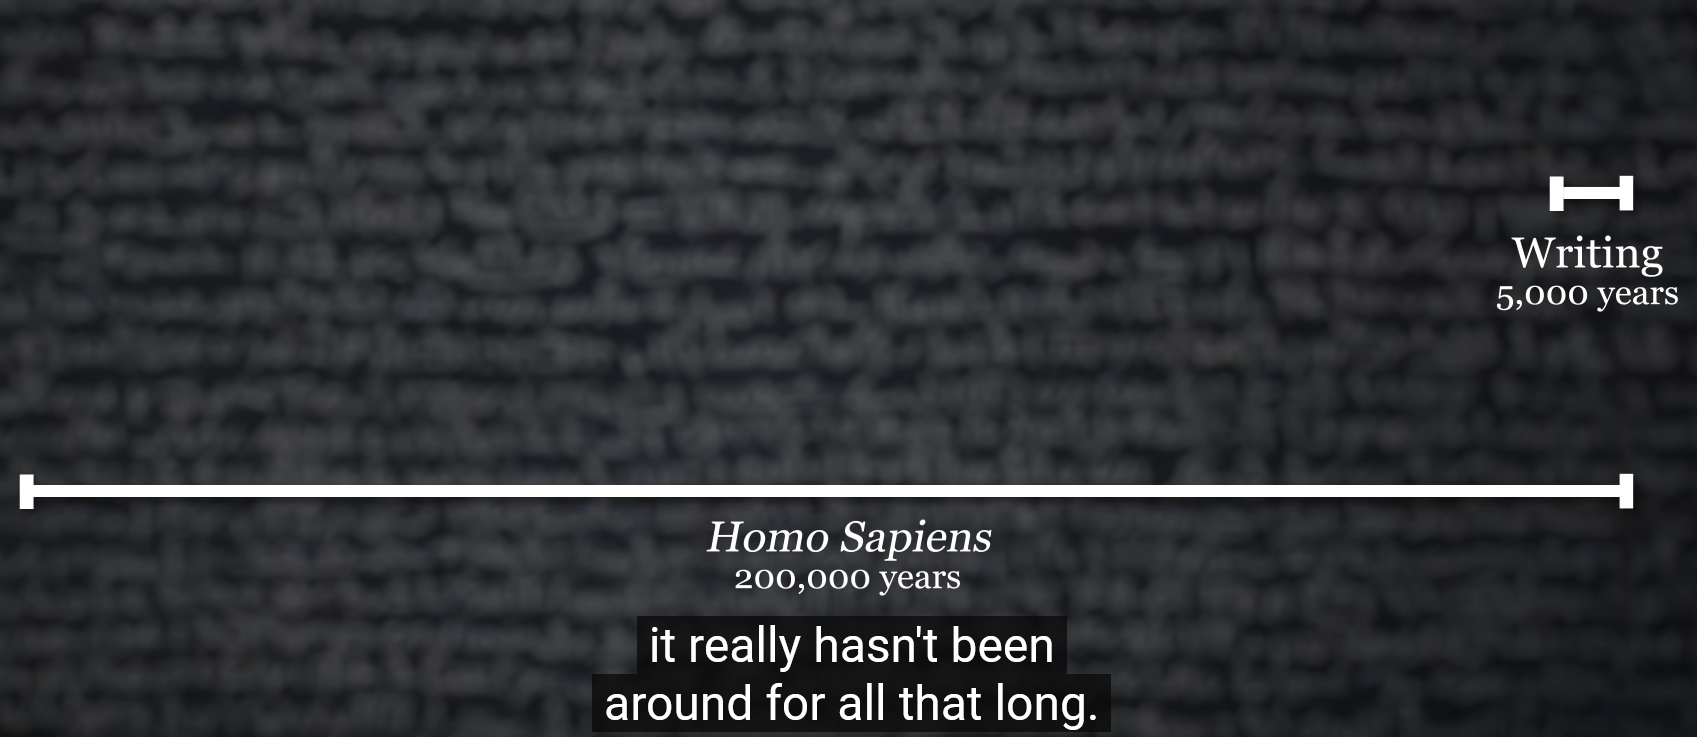 Writing
5,000 years
Homo Sapiens
200,000 years
it really hasn't been
around for all that long.